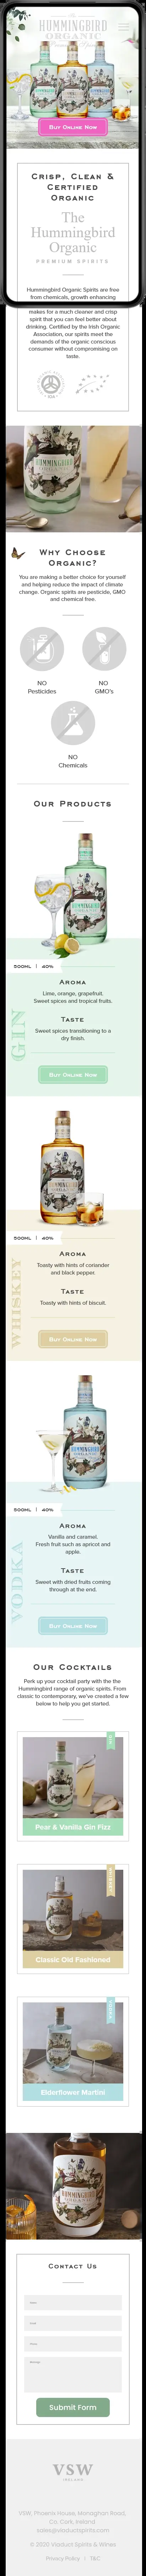 The
HUMMINGBIRD
ORGANIC
Buy Online Now
Crisp, Clean &
Certified
Organic
The
Hummingbird
Organic
PREMIUM SPIRITS
Hummingbird Organic Spirits are free
from chemicals, growth enhancing
makes for a much cleaner and crisp
spirit that you can feel better about
drinking. Certified by the Irish Organic
Association, our spirits meet the
demands of the organic conscious
consumer without compromising on
taste.
HUMMINGBIRD
Why Choose
Organic?
You are making a better choice for yourself
and helping reduce the impact of climate
change. Organic spirits are pesticide, GMO
and chemical free.
NO
Pesticides
NO
GMO's
NO
Chemicals
Our Products
HUMMINGBIRD
ORGANIC
500ML | 40%
GIN
Aroma
Lime, orange, grapefruit.
Sweet spices and tropical fruits.
Taste
Sweet spices transitioning to a
dry finish.
Buy Online Now
HUMMINGBIRD
ORGANIC
500ML | 40%
WHISKEY
Aroma
Toasty with hints of coriander
and black pepper.
Taste
Toasty with hints of biscuit.
Buy Online Now
HUMMINGBIRD
ORGANIC
500ML | 40%
VODKA
Aroma
Vanilla and caramel.
Fresh fruit such as apricot and
apple.
Taste
Sweet with dried fruits coming
through at the end.
Buy Online Now
Our Cocktails
Perk up your cocktail party with the the
Hummingbird range of organic spirits. From
classic to contemporary, we've created a few
below to help you get started.
GIN
Pear & Vanilla Gin Fizz
WHISKEY
Classic Old Fashioned
VODKA
Elderflower Martini
HUMMINGBIRD
ORGANIC
Contact Us
Submit Form
VSW
IRELAND
VSW, Phoenix House, Monaghan Road,
Co. Cork, Ireland
sales@viaductspirits.com
© 2020 Viaduct Spirits & Wines
Privacy Policy | T&C